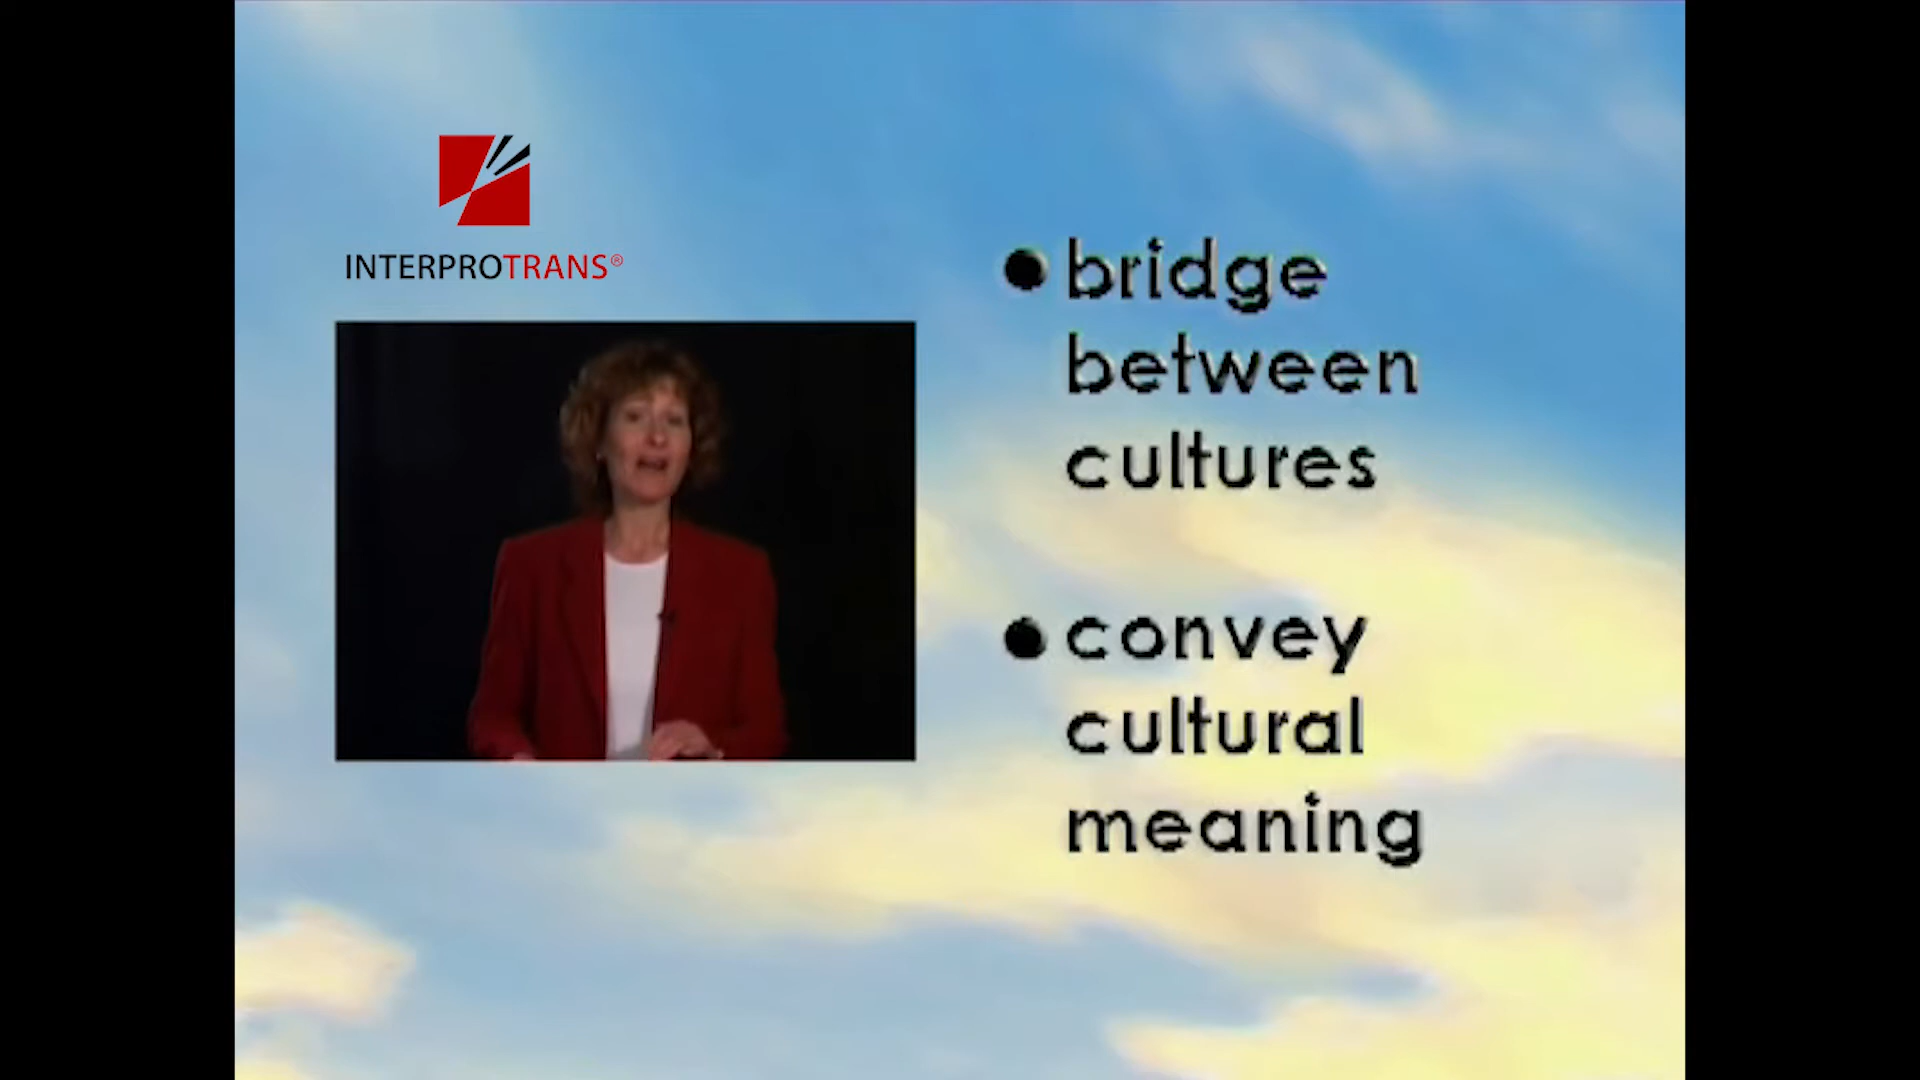 INTERPROTRANS®
• bridge
between
cultures
• convey
cultural
meaning